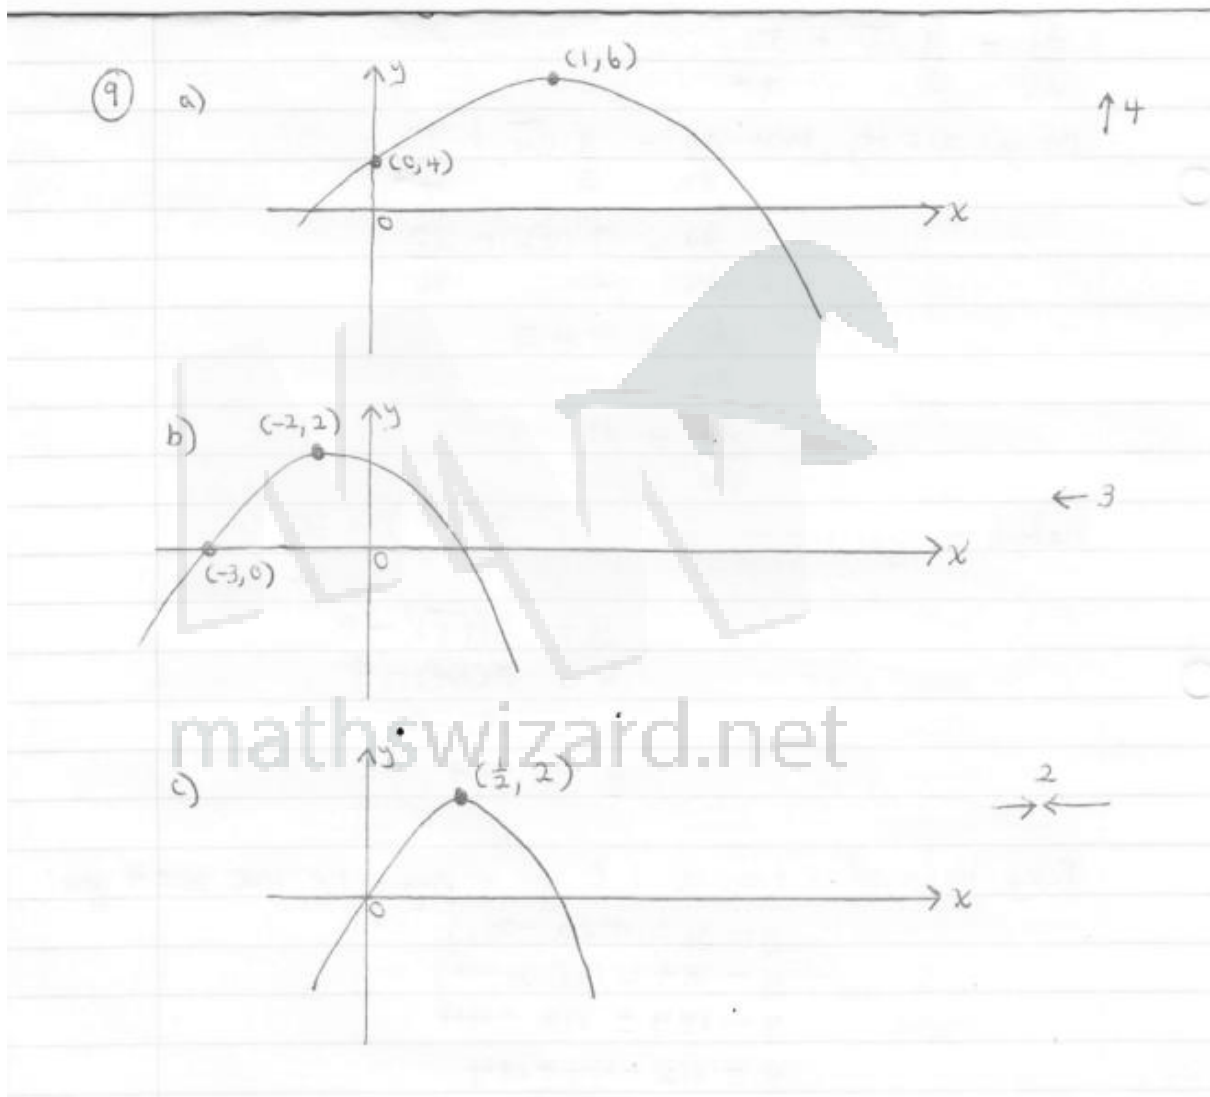 9 a)
y
(1,6)
↑4
(0,4)
0
x
b)
(-2,2)
y
←3
0
x
(-3,0)
mathswizard.net
c)
y
(1/2, 2)
2
→←
0
x